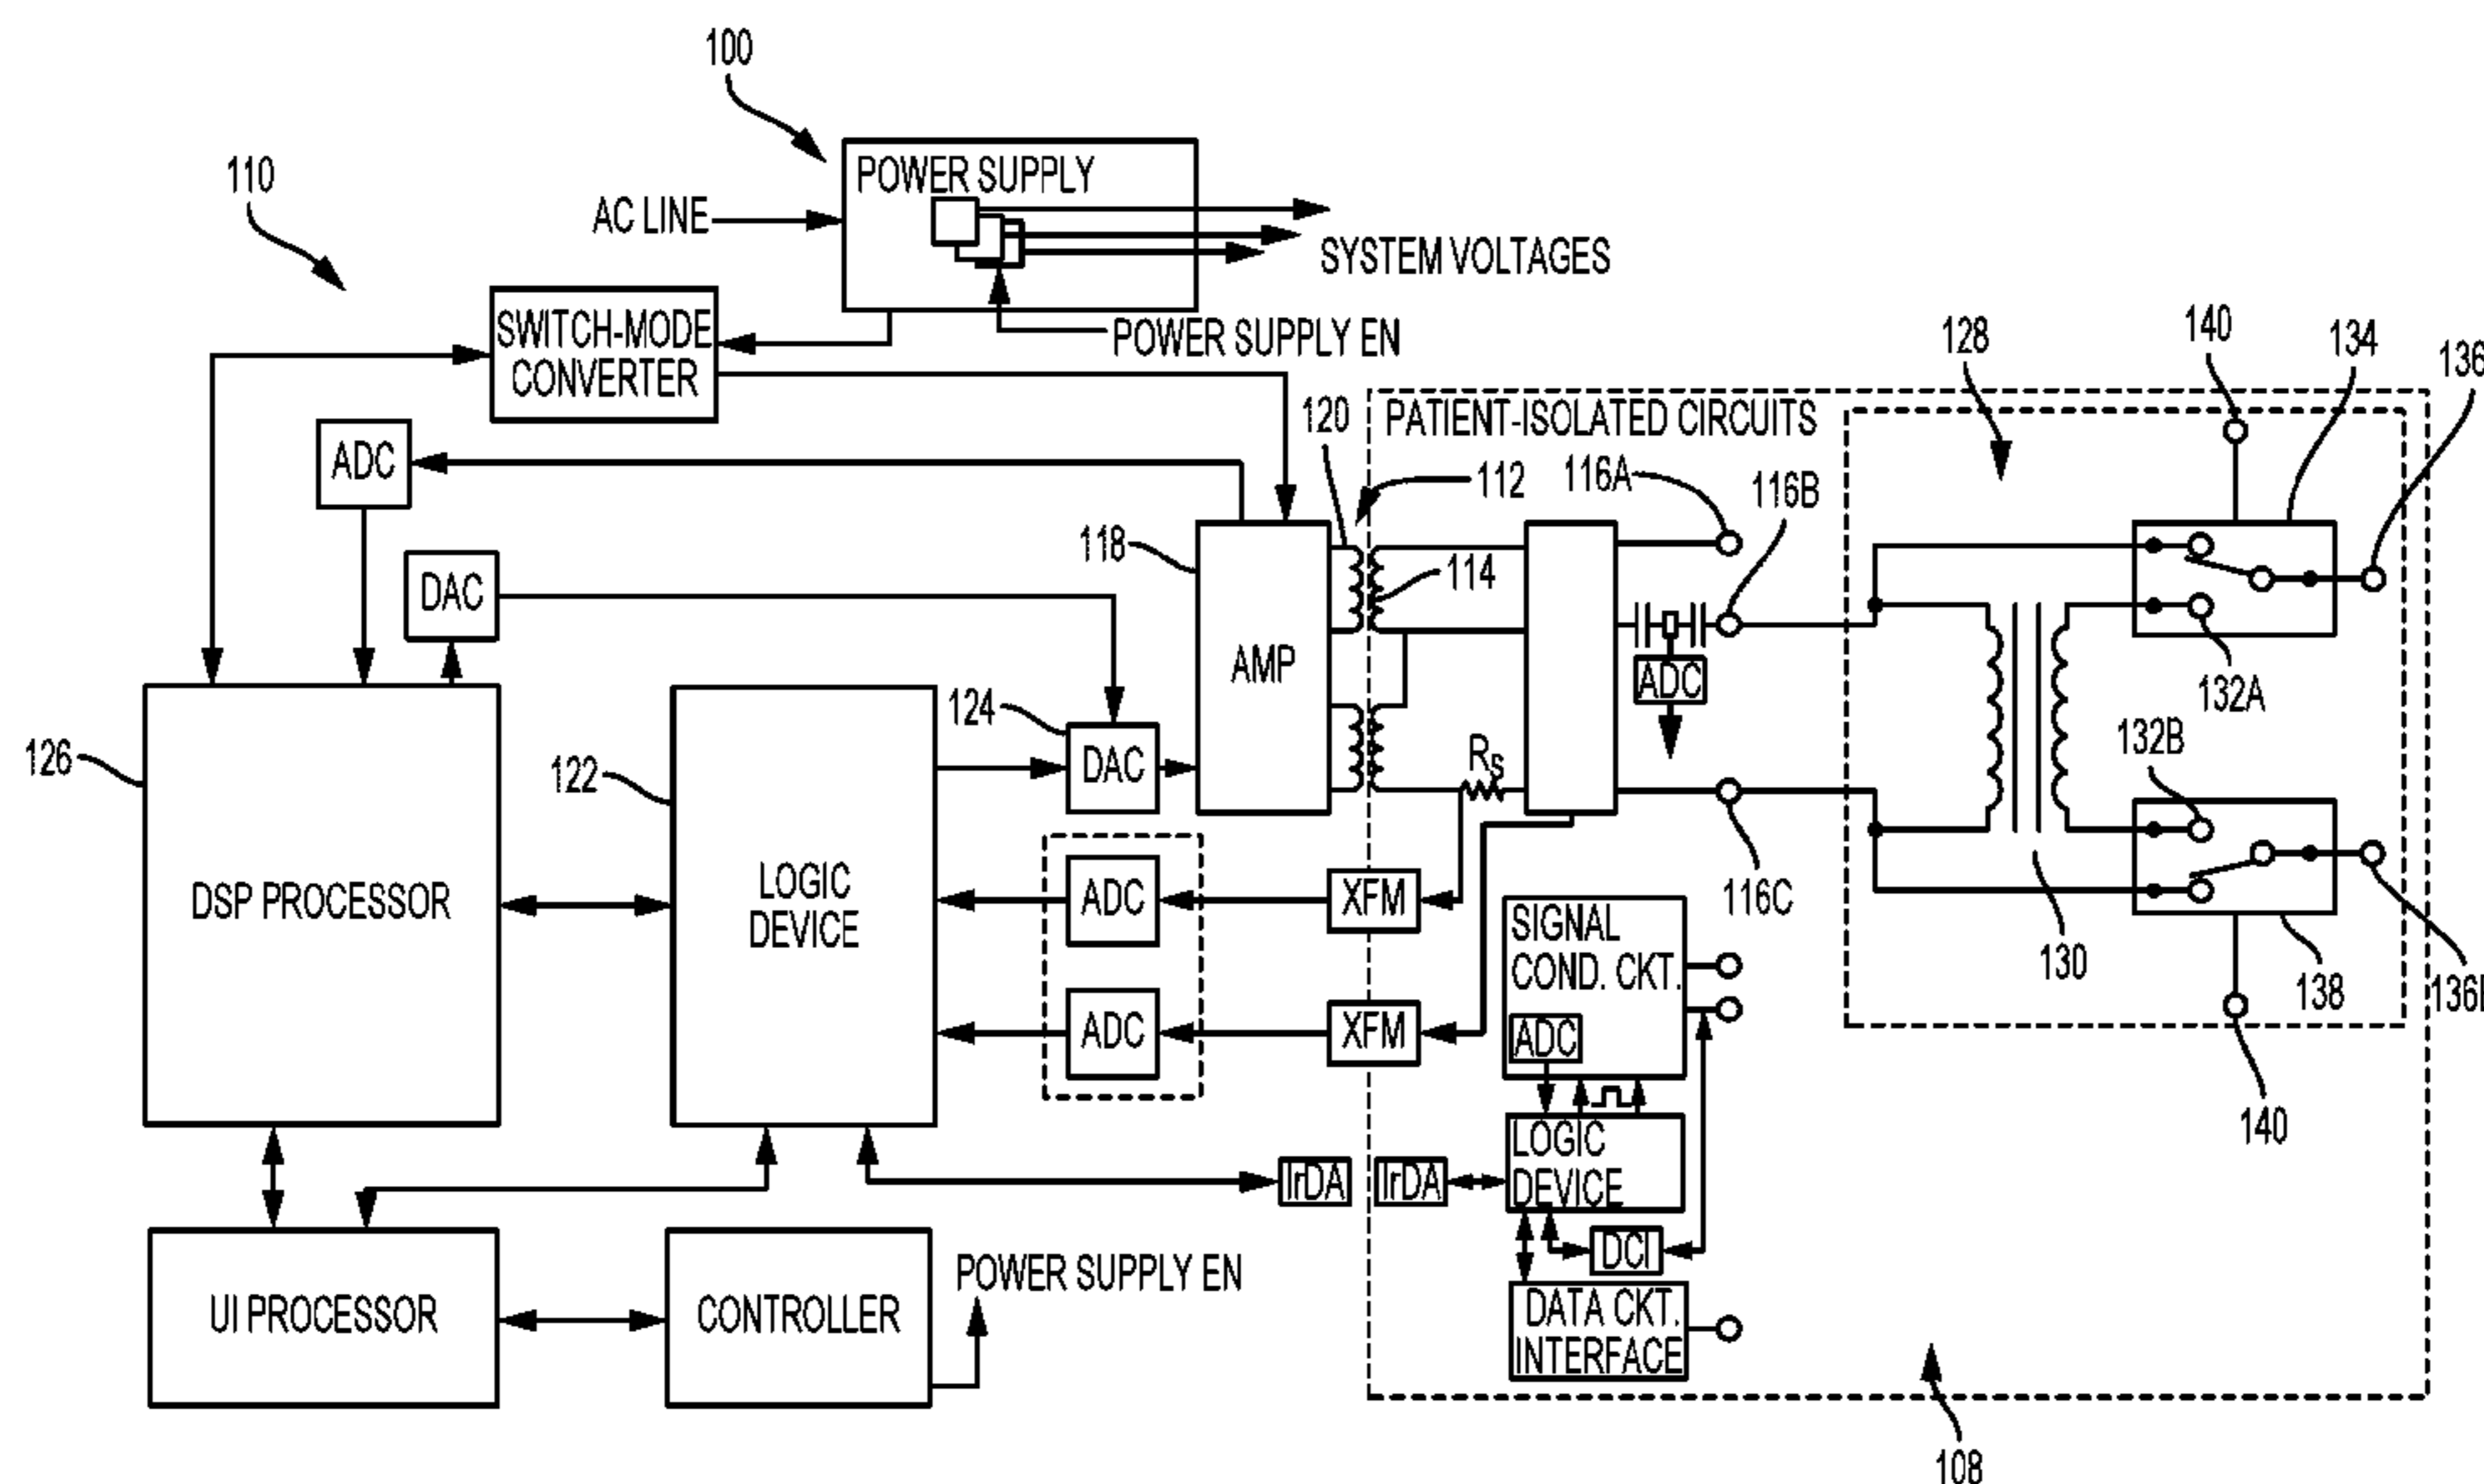 100
110
POWER SUPPLY
AC LINE
SYSTEM VOLTAGES
POWER SUPPLY EN
SWITCH-MODE
CONVERTER
128
140
134
136
120
PATIENT-ISOLATED CIRCUITS
ADC
112
116A
116B
118
114
DAC
AMP
ADC
132A
124
132B
126
122
DAC
RS
DSP PROCESSOR
LOGIC
DEVICE
ADC
XFM
116C
SIGNAL
COND. CKT.
130
138
136
ADC
XFM
ADC
140
LOGIC
DEVICE
IrDA
IrDA
DCI
UI PROCESSOR
CONTROLLER
POWER SUPPLY EN
DATA CKT.
INTERFACE
108